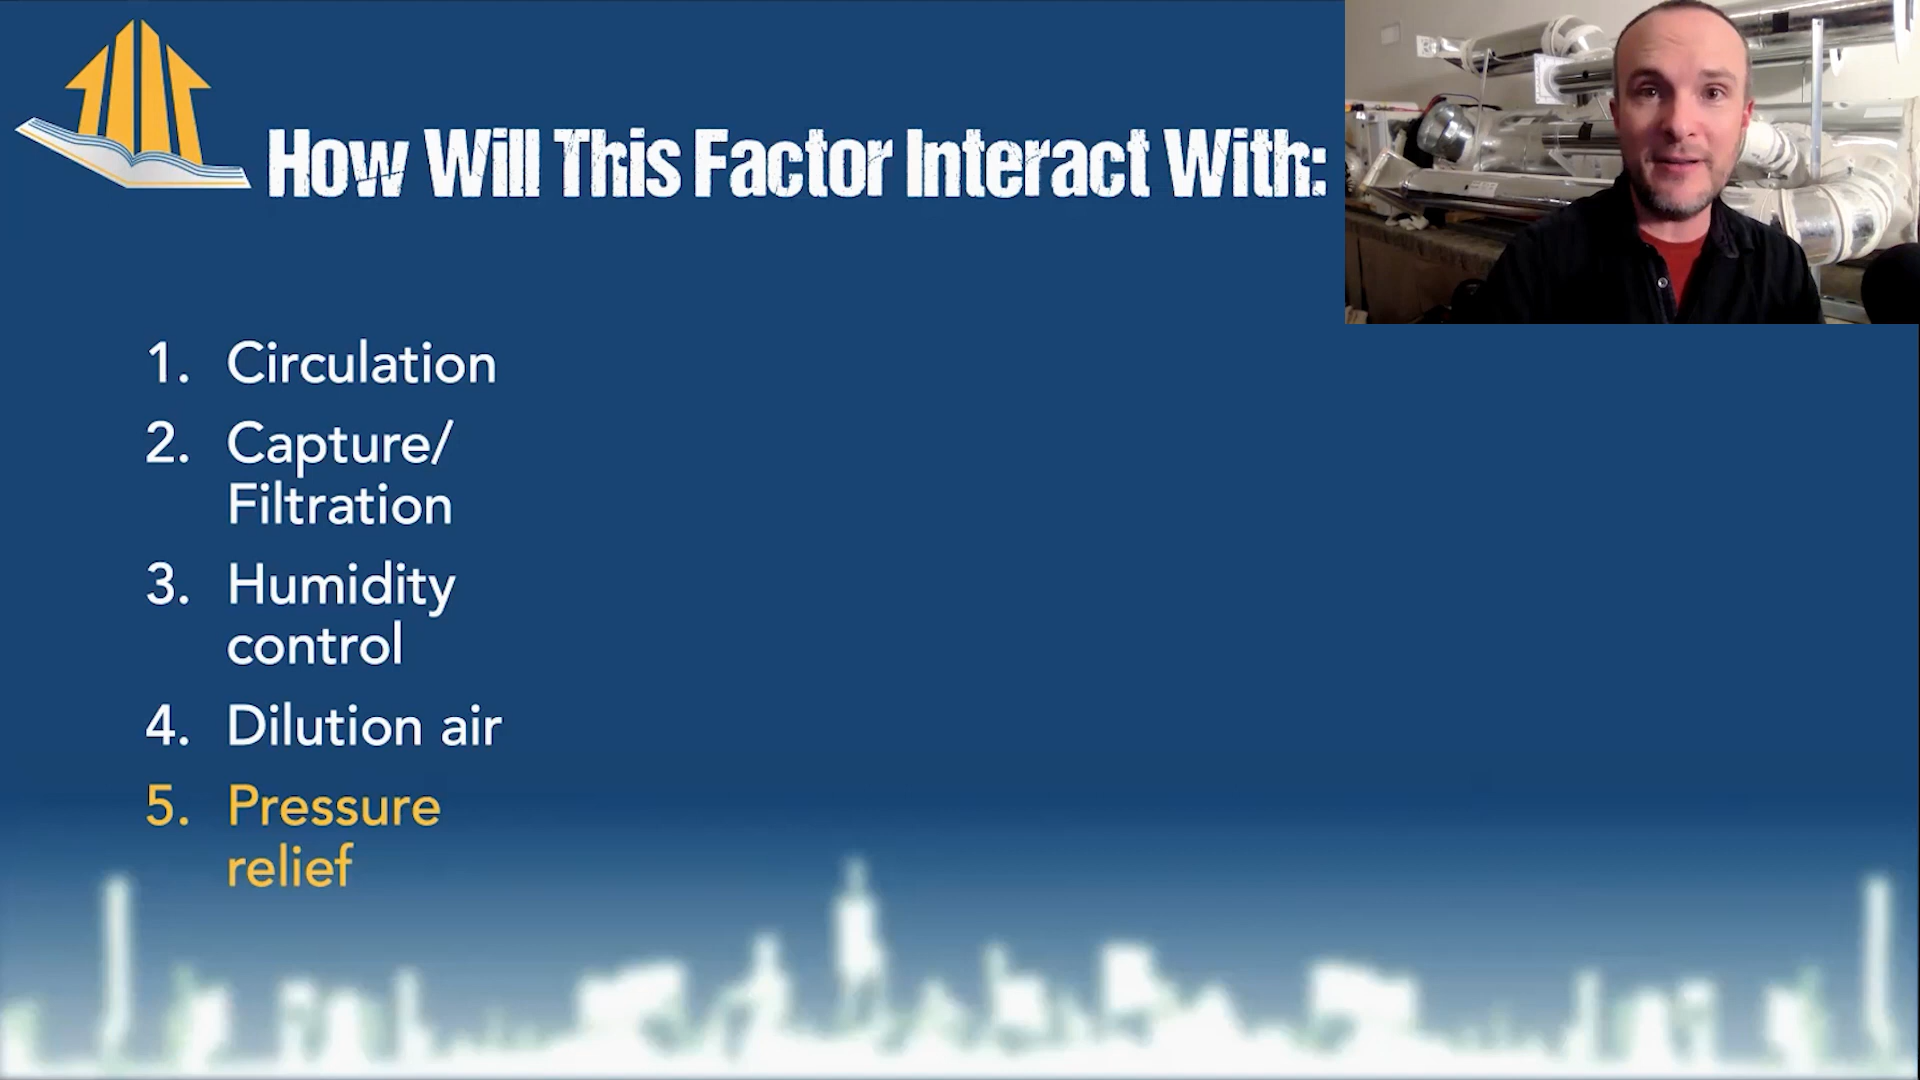 How Will This Factor Interact With:
1. Circulation
2. Capture/
Filtration
3. Humidity
control
4. Dilution air
5. Pressure
relief